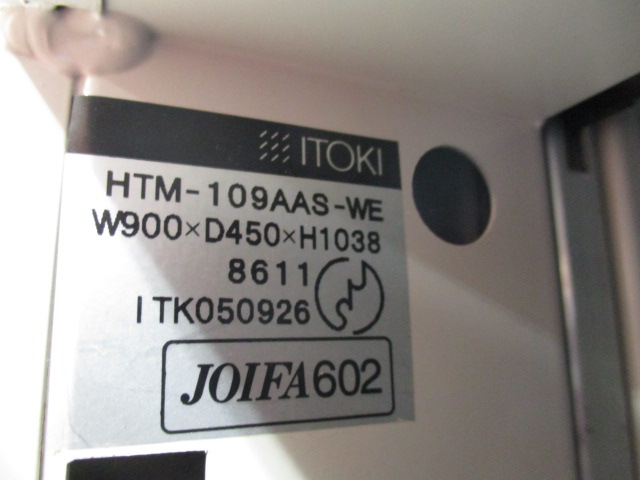 ITOKI
HTM-109AAS-WE
W900×D450×H1038
8611
ITK050926
JOIFA602